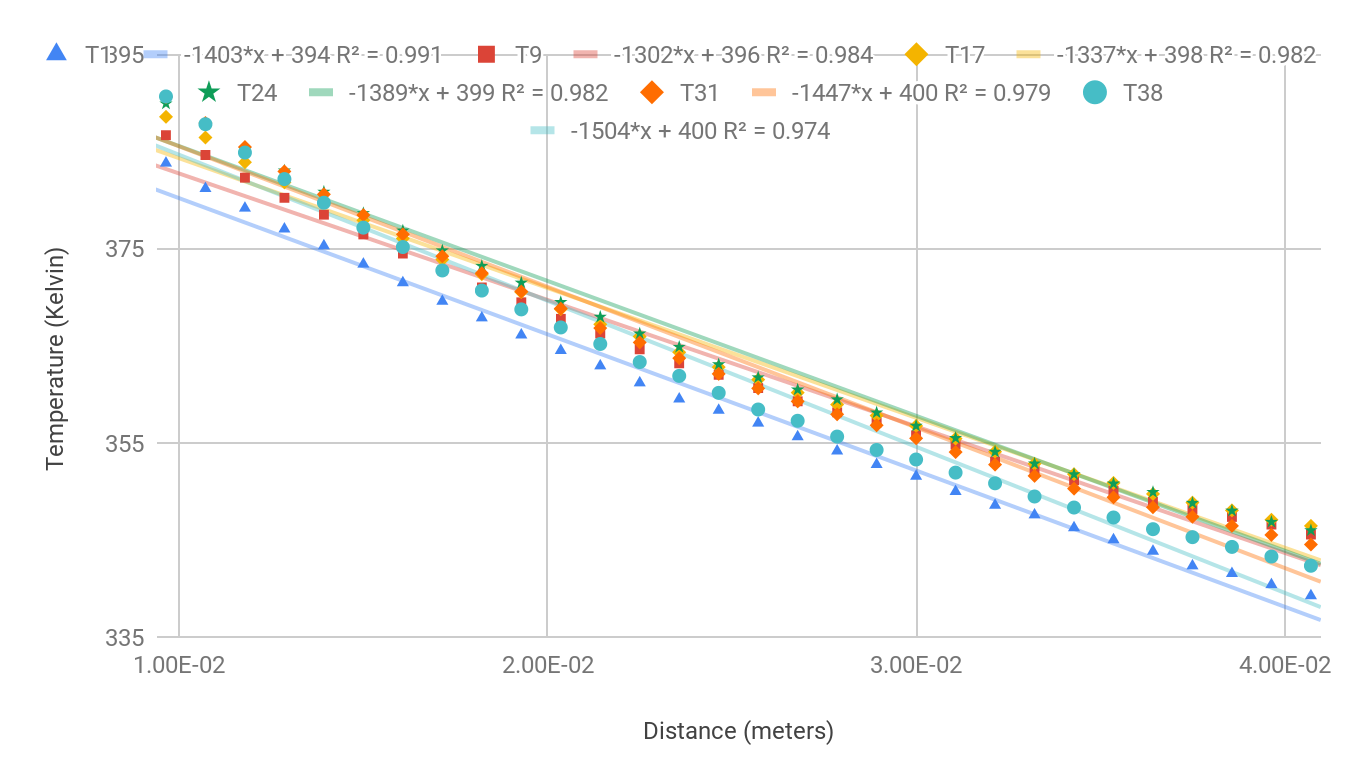 T1 395 -1403*x + 394 R² = 0.991 T9 -1302*x + 396 R² = 0.984 T17 -1337*x + 398 R² = 0.982
T24 -1389*x + 399 R² = 0.982 T31 -1447*x + 400 R² = 0.979 T38
-1504*x + 400 R² = 0.974
375
355
335
Temperature (Kelvin)
1.00E-02 2.00E-02 3.00E-02 4.00E-02
Distance (meters)